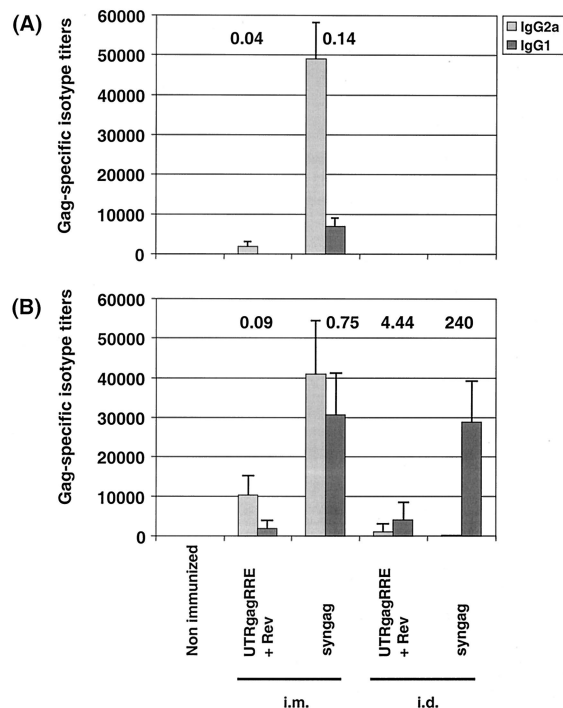 (A)
Gag-specific isotype titers
60000
50000
40000
30000
20000
10000
0
0.04
0.14
IgG2a
IgG1
(B)
Gag-specific isotype titers
60000
50000
40000
30000
20000
10000
0
0.09
0.75
4.44
240
Non immunized
UTRgagRRE
+ Rev
syngag
UTRgagRRE
+ Rev
syngag
i.m.
i.d.